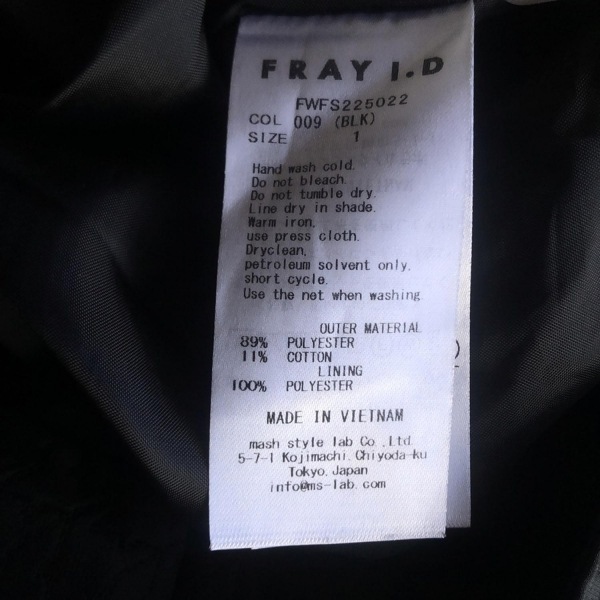 FRAY I.D
FWFS225022
COL 009 (BLK)
SIZE 1
Hand wash cold.
Do not bleach.
Do not tumble dry.
Line dry in shade.
Warm iron,
use press cloth.
Dryclean,
petroleum solvent only,
short cycle.
Use the net when washing
OUTER MATERIAL
89% POLYESTER
11% COTTON
LINING
100% POLYESTER
MADE IN VIETNAM
mash style lab Co.,Ltd.
5-7-1 Kojimachi Chiyoda-ku
Tokyo.Japan
info@ms-lab.com